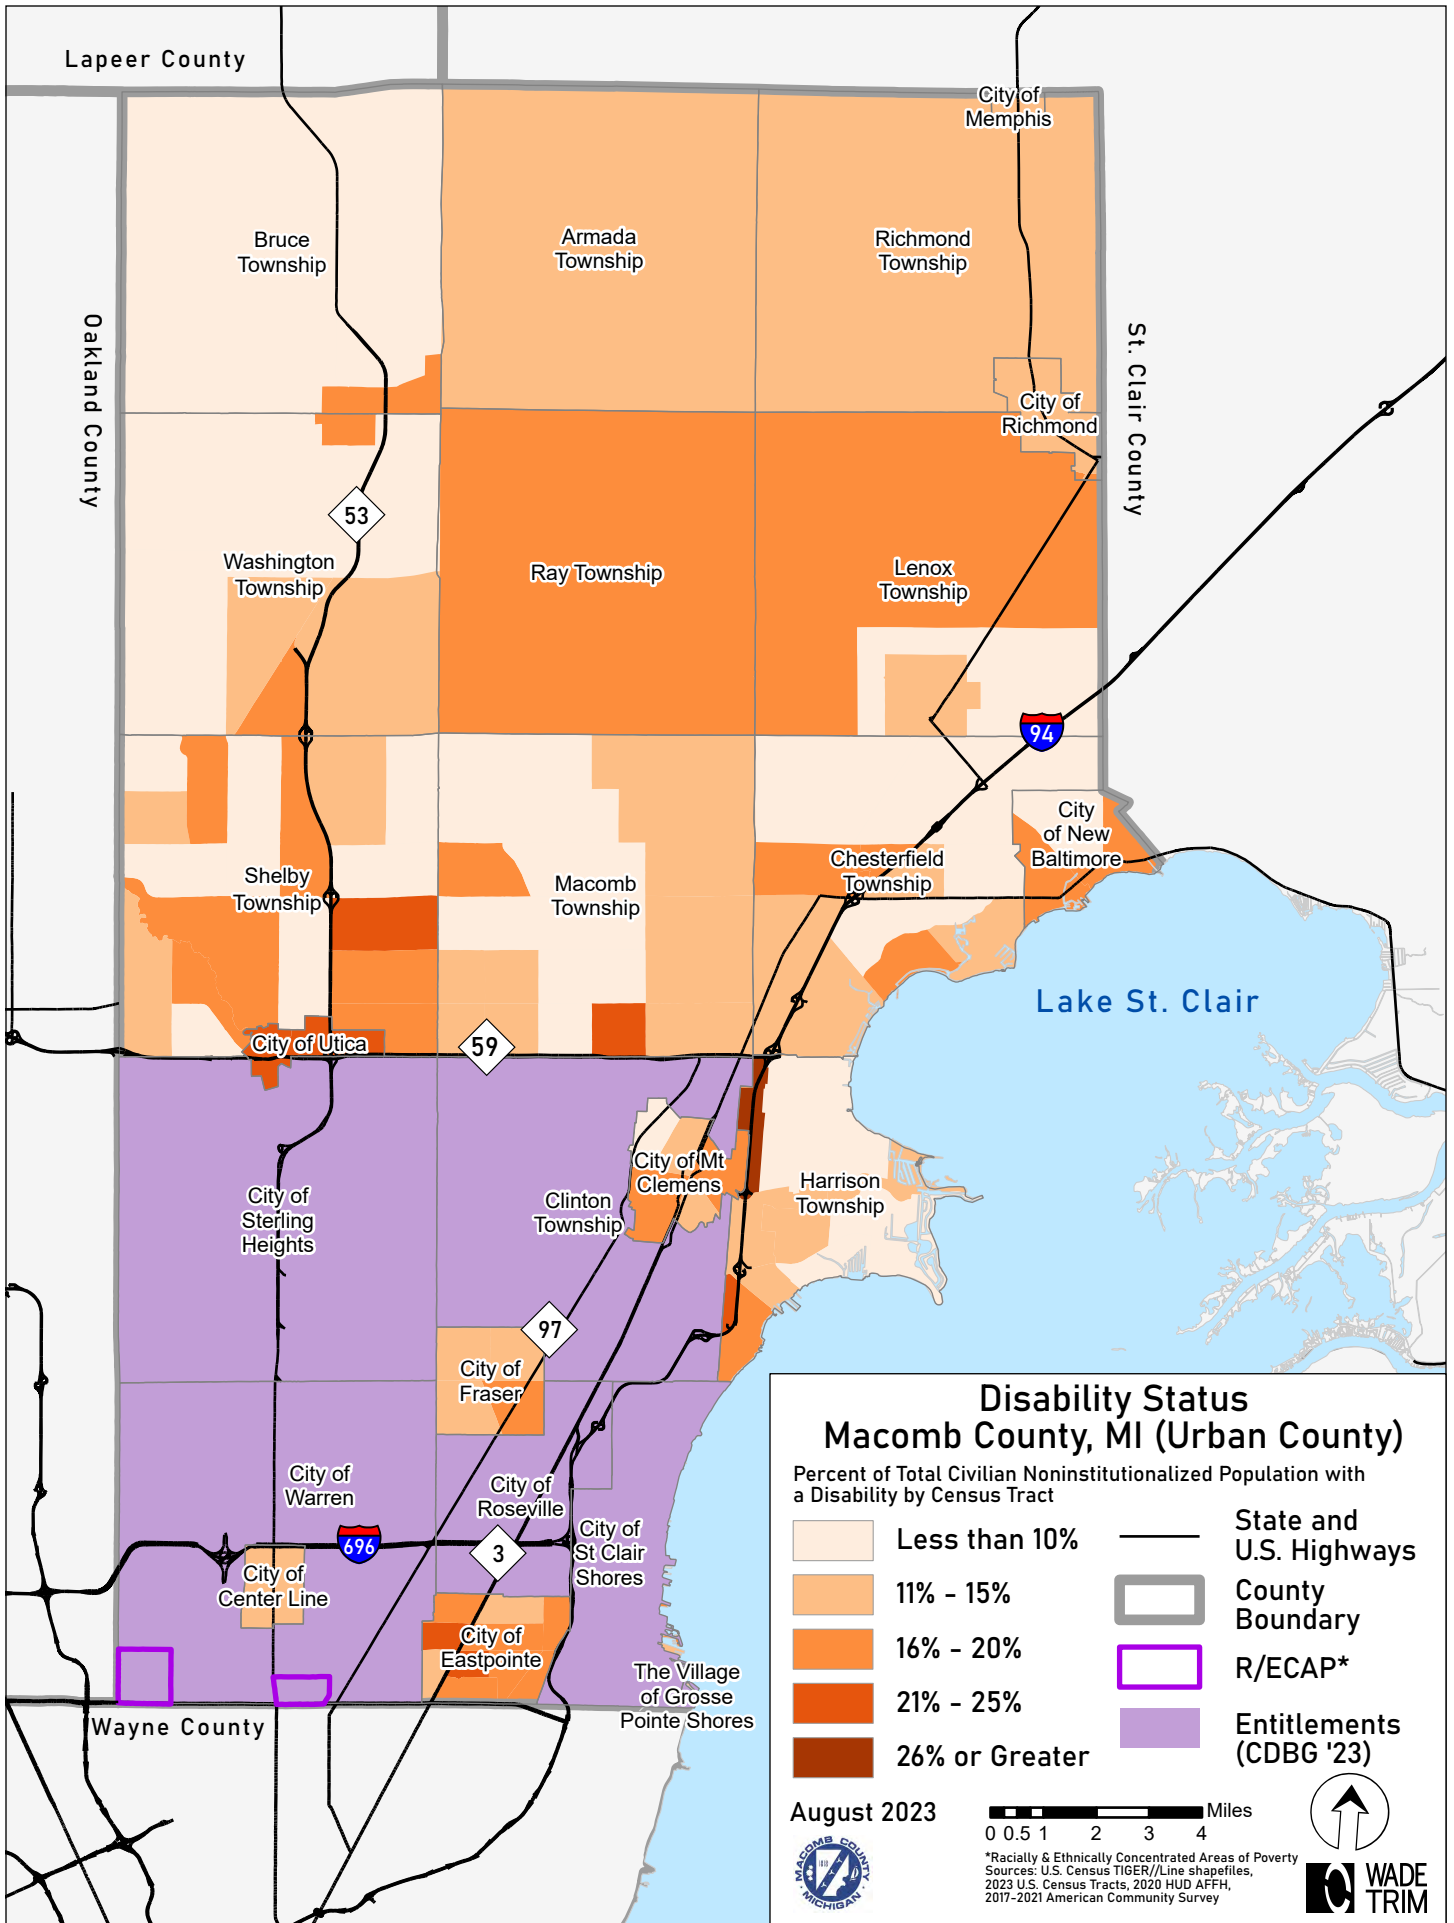 Lapeer County
City of
Memphis
Bruce
Township
Armada
Township
Richmond
Township
Oakland County
St. Clair County
City of
Richmond
53
Washington
Township
Ray Township
Lenox
Township
94
City
of New
Baltimore
Shelby
Township
Macomb
Township
Chesterfield
Township
Lake St. Clair
City of Utica
59
City of Mt
Clemens
City of
Sterling
Heights
Clinton
Township
Harrison
Township
97
City of
Fraser
City of
Warren
City of
Roseville
696
3
City of
St Clair
Shores
City of
Center Line
City of
Eastpointe
The Village
of Grosse
Pointe Shores
Wayne County
Disability Status
Macomb County, MI (Urban County)
Percent of Total Civilian Noninstitutionalized Population with
a Disability by Census Tract
Less than 10%
11% - 15%
16% - 20%
21% - 25%
26% or Greater
State and
U.S. Highways
County
Boundary
R/ECAP*
Entitlements
(CDBG '23)
August 2023
Miles
0 0.5 1 2 3 4
*Racially & Ethnically Concentrated Areas of Poverty
Sources: U.S. Census TIGER//Line shapefiles,
2023 U.S. Census Tracts, 2020 HUD AFFH,
2017-2021 American Community Survey
MACOMB COUNTY
MICHIGAN
WADE
TRIM